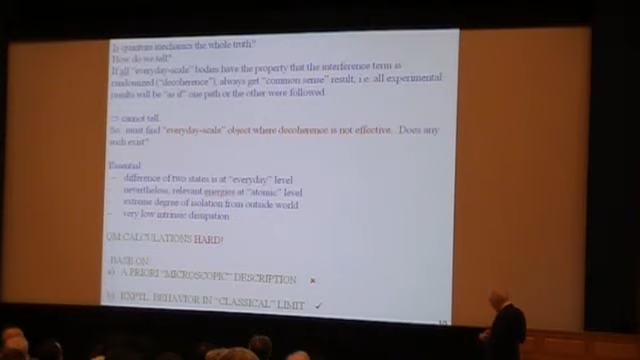 Is quantum mechanics the whole truth?
How do we tell?
If all "everyday-scale" bodies have the property that the interference term is
randomized ("decoherence"), always get "common sense" result, i.e. all experimental
results will be "as if" one path or the other were followed.
⇒ cannot tell.
So: must find "everyday-scale" object where decoherence is not effective. Does any
such exist?
Essential:
– difference of two states is at "everyday" level
– nevertheless, relevant energies at "atomic" level
– extreme degree of isolation from outside world
– very low intrinsic dissipation
QM CALCULATIONS HARD!
BASE ON:
a) A PRIORI "MICROSCOPIC" DESCRIPTION ×
b) EXPTL. BEHAVIOR IN "CLASSICAL" LIMIT ✓